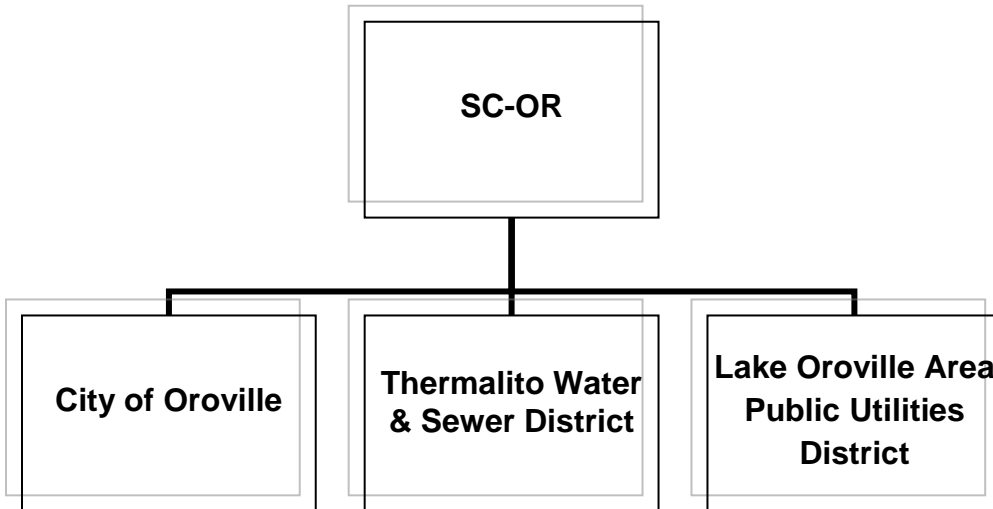 SC-OR
City of Oroville
Thermalito Water
& Sewer District
Lake Oroville Area
Public Utilities
District